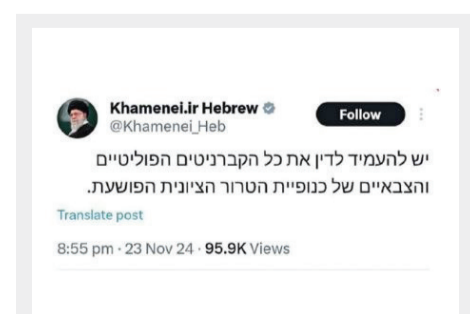 Khamenei.ir Hebrew
@Khamenei_Heb
Follow
יש להעמיד לדין את כל הקברניטים הפוליטיים
והצבאיים של כנופיית הטרור הציונית הפושעת.
Translate post
8:55 pm · 23 Nov 24 · 95.9K Views